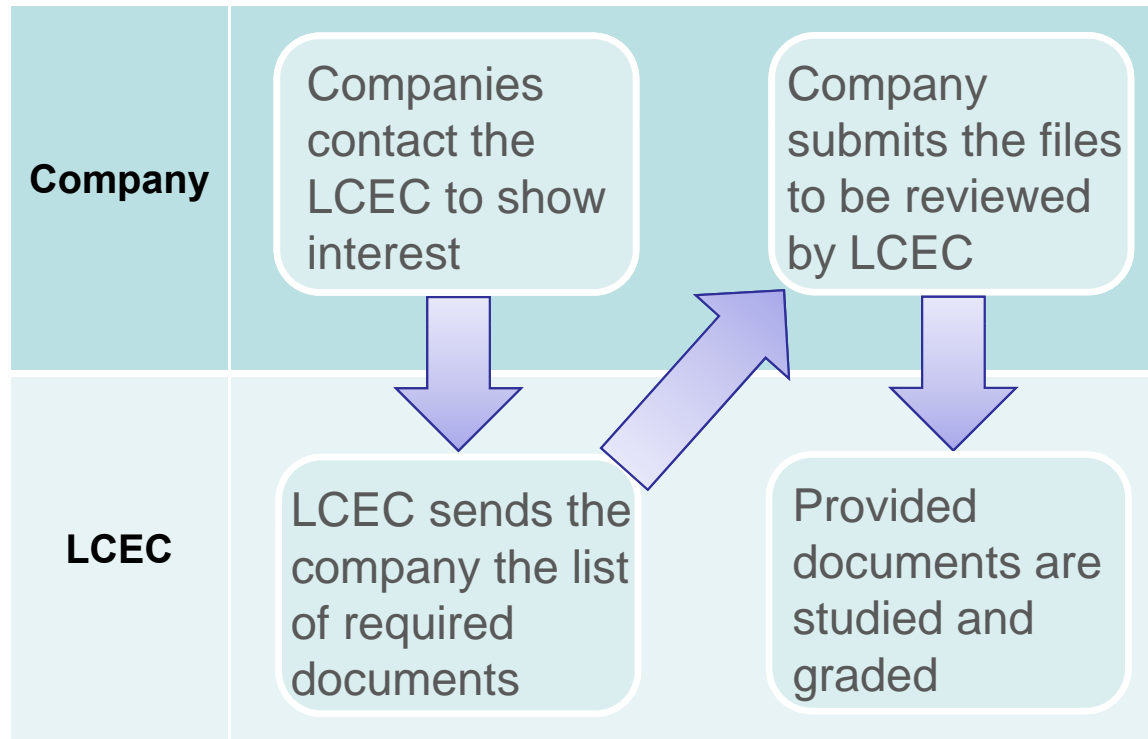 Company
Companies
contact the
LCEC to show
interest
Company
submits the files
to be reviewed
by LCEC
LCEC
LCEC sends the
company the list
of required
documents
Provided
documents are
studied and
graded